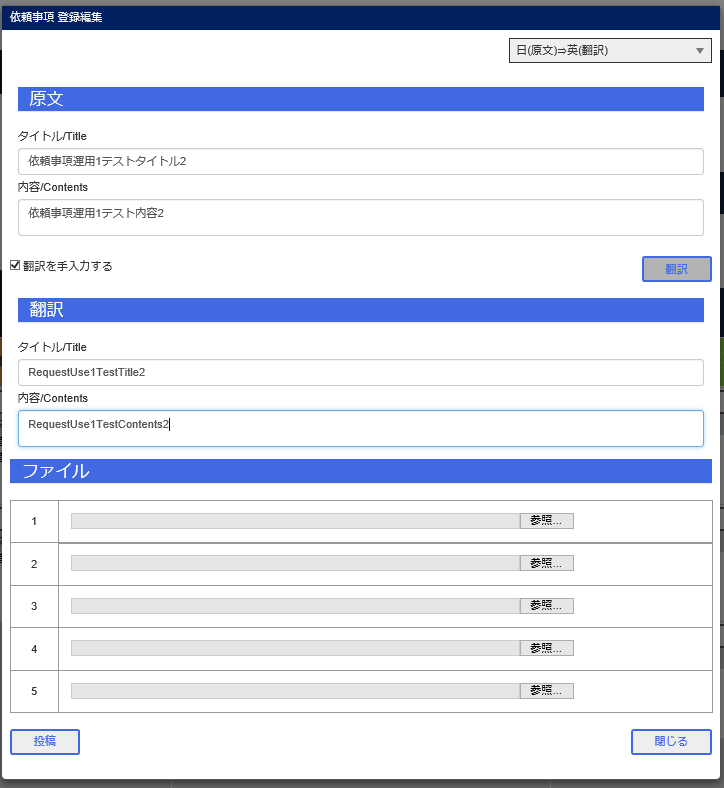 依頼事項 登録編集
日(原文)⇒英(翻訳)
原文
タイトル/Title
依頼事項運用1テストタイトル2
内容/Contents
依頼事項運用1テスト内容2
翻訳を手入力する
翻訳
翻訳
タイトル/Title
RequestUse1TestTitle2
内容/Contents
RequestUse1TestContents2
ファイル
1 参照...
2 参照...
3 参照...
4 参照...
5 参照...
投稿 閉じる